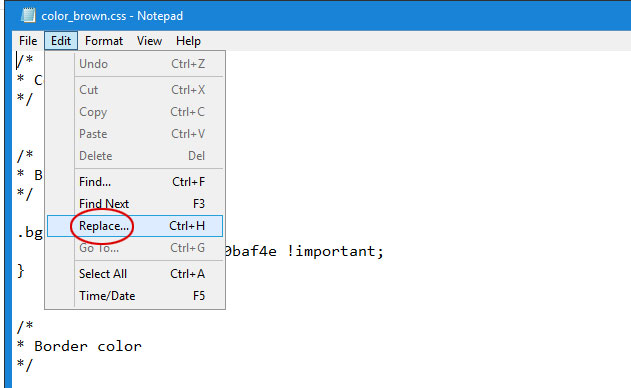 color_brown.css - Notepad
File Edit Format View Help
/*
Undo Ctrl+Z
* C
Cut Ctrl+X
*/
Copy Ctrl+C
Paste Ctrl+V
/*
Delete Del
* B
Find... Ctrl+F
*/
Find Next F3
.bg
Replace... Ctrl+H
Go To... Ctrl+G
0baf4e !important;
}
Select All Ctrl+A
Time/Date F5
/*
* Border color
*/